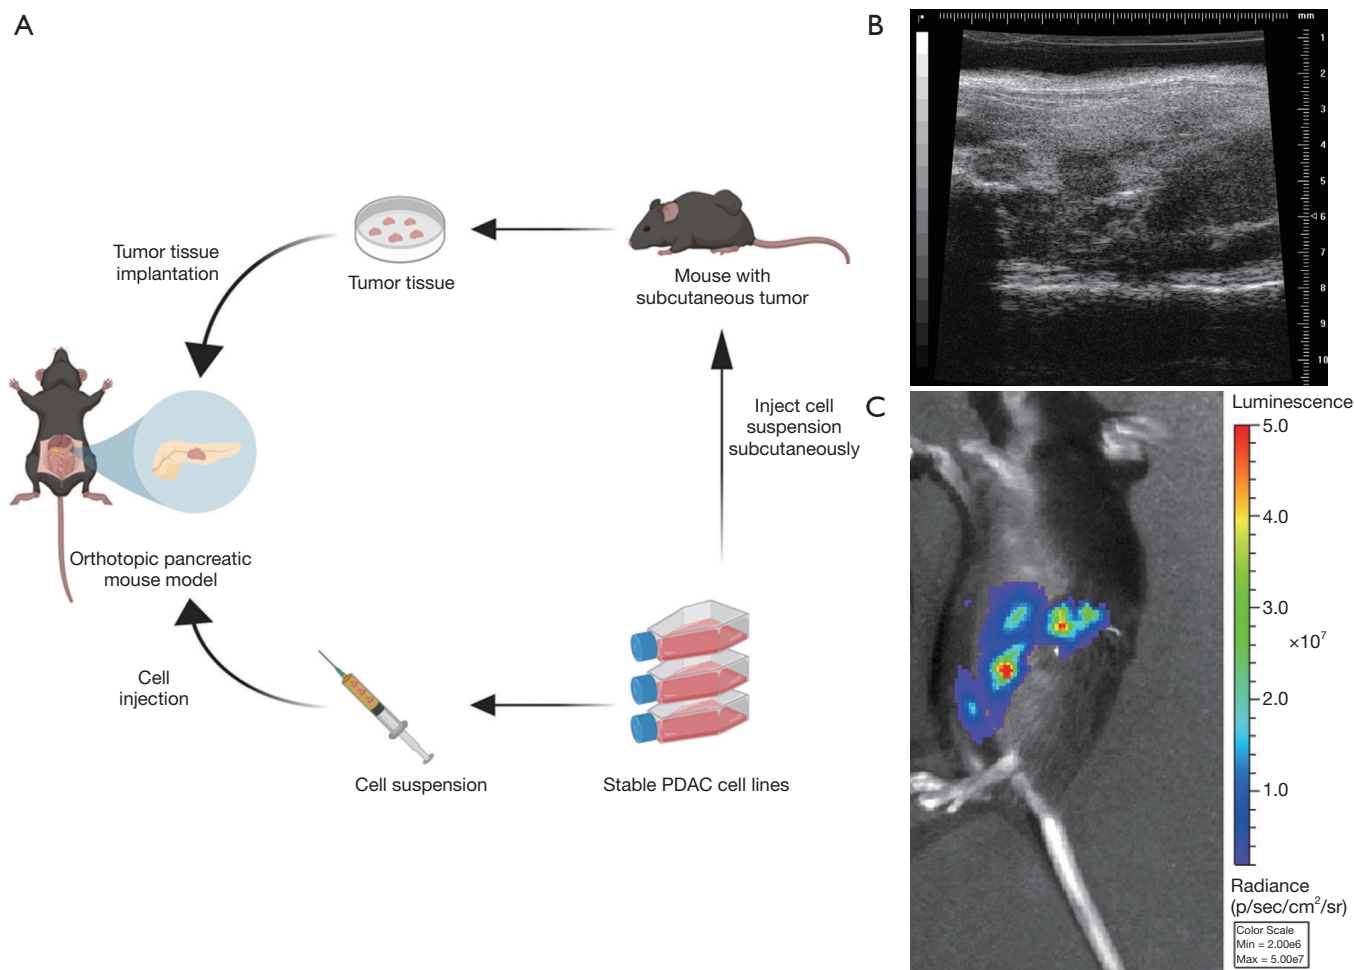 A
Tumor tissue
implantation
Tumor tissue
Mouse with
subcutaneous tumor
Inject cell
suspension
subcutaneously
Orthotopic pancreatic
mouse model
Cell
injection
Cell suspension
Stable PDAC cell lines
B
mm
1
2
3
4
5
6
7
8
9
10
C
Luminescence
5.0
4.0
3.0
×10⁷
2.0
1.0
Radiance
(p/sec/cm²/sr)
Color Scale
Min = 2.00e6
Max = 5.00e7